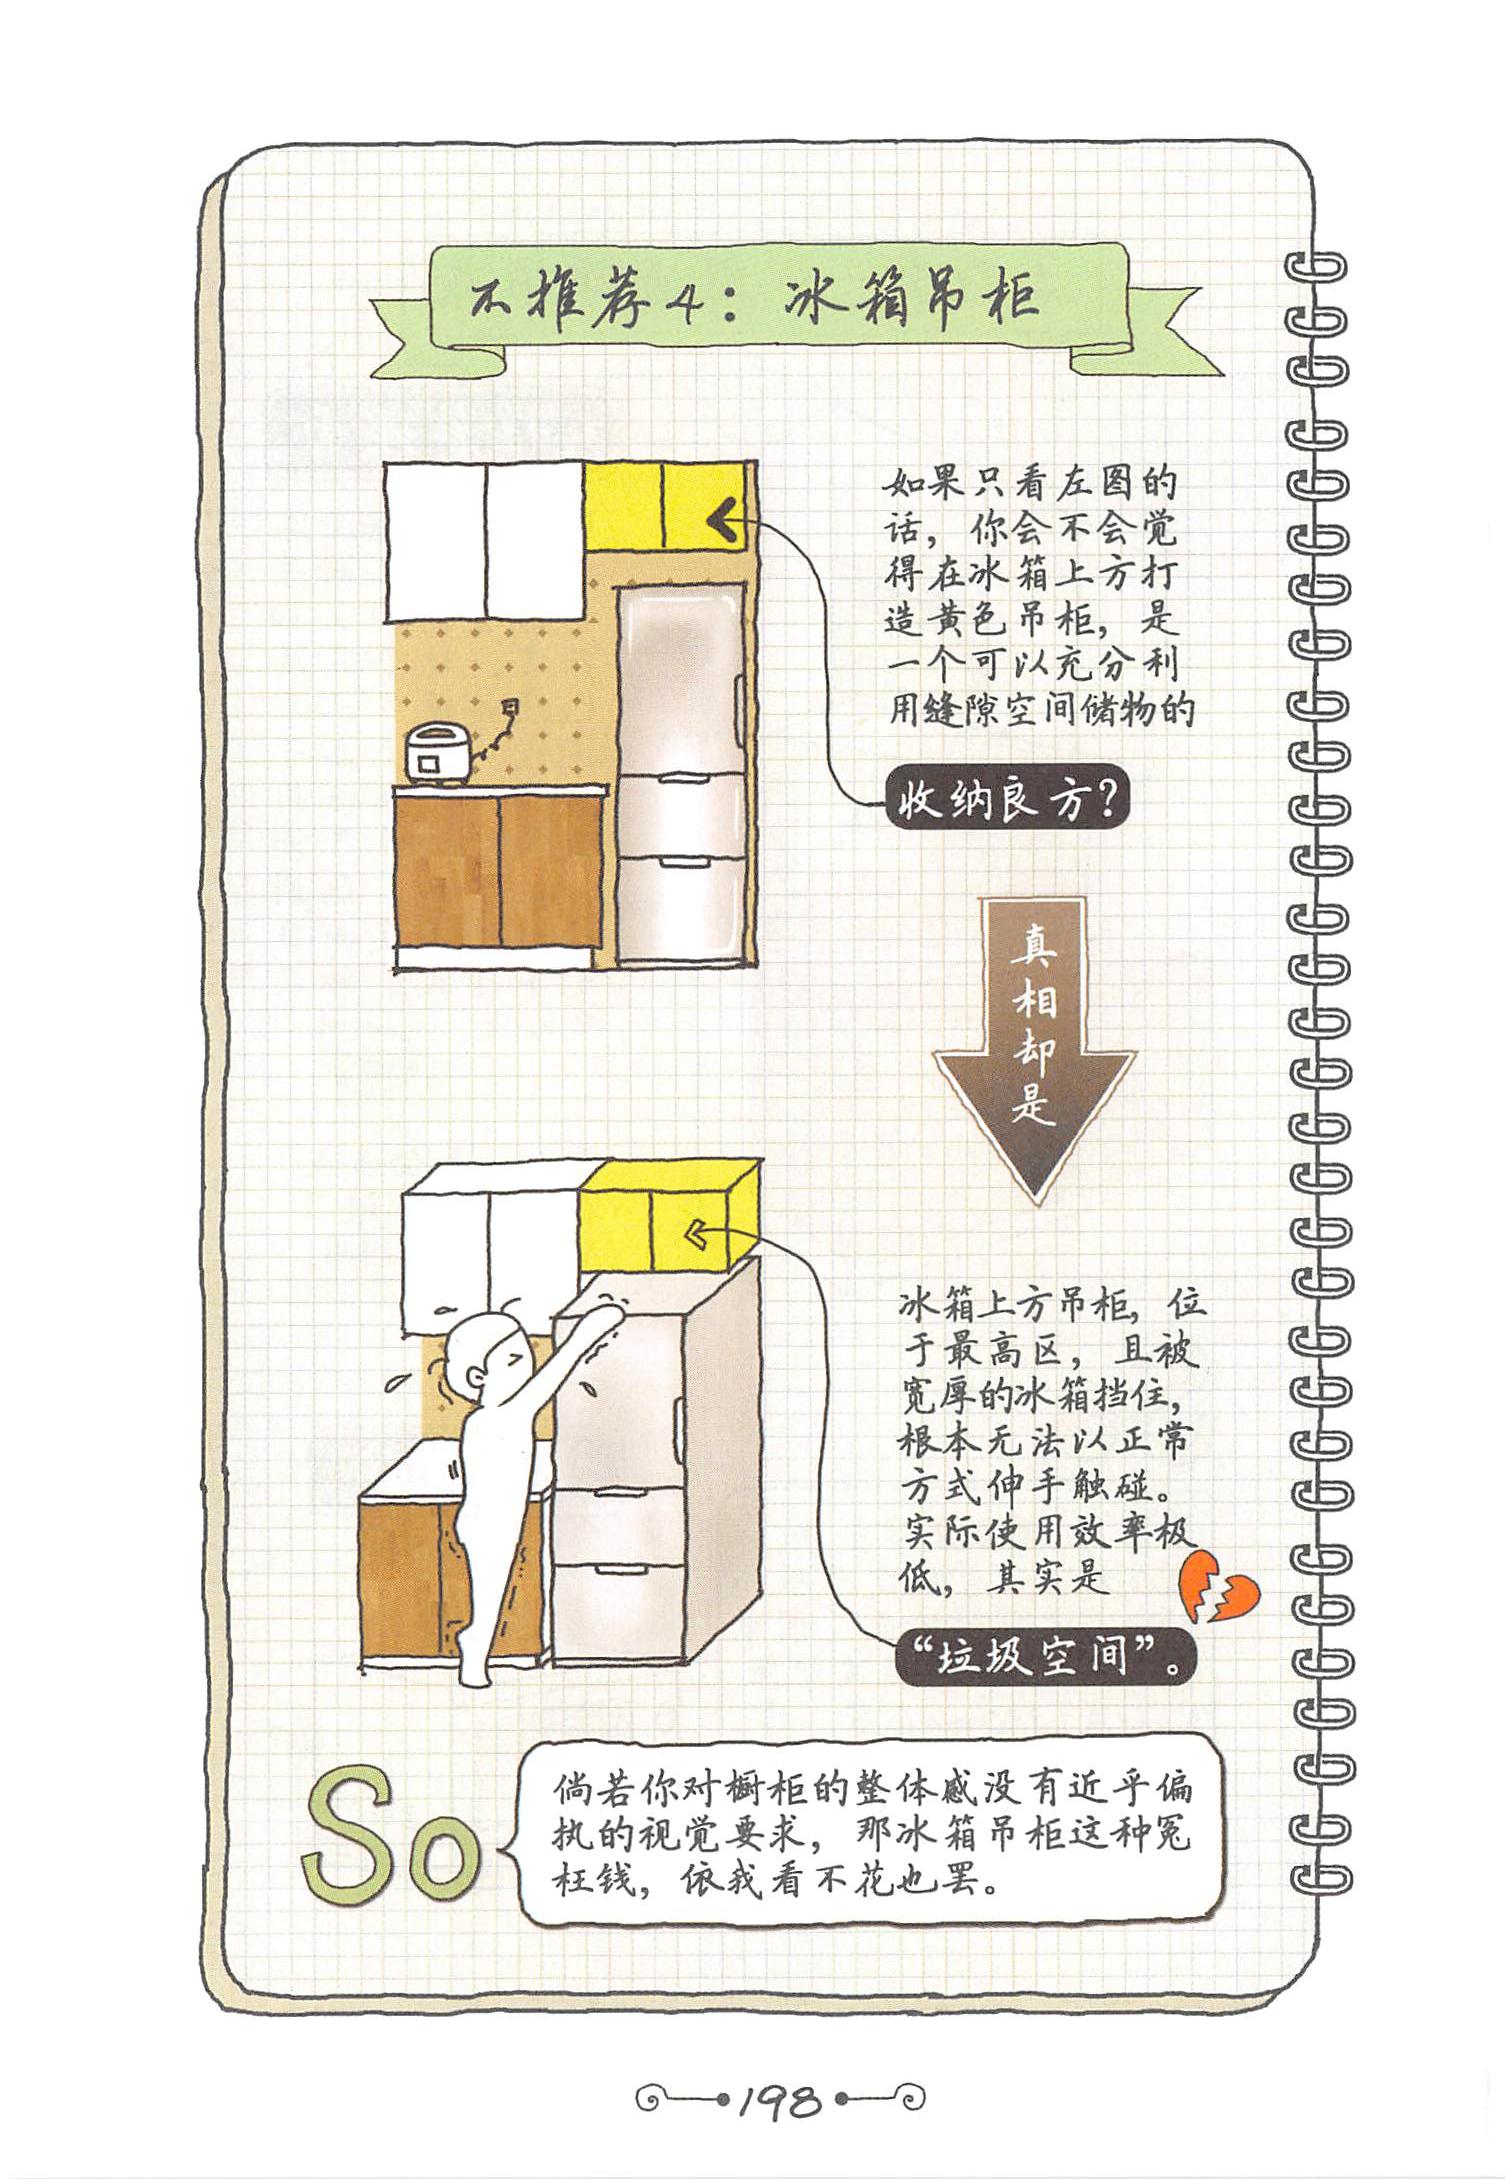 不推荐4：冰箱吊柜
如果只看左图的
话，你会不会觉
得在冰箱上方打
造黄色吊柜，是
一个可以充分利
用缝隙空间储物的
收纳良方？
真
相
却
是
冰箱上方吊柜，位
于最高区，且被
宽厚的冰箱挡住，
根本无法以正常
方式伸手触碰。
实际使用效率极
低，其实是
“垃圾空间”。
So
倘若你对橱柜的整体感没有近乎偏
执的视觉要求，那冰箱吊柜这种冤
枉钱，依我看不花也罢。
198